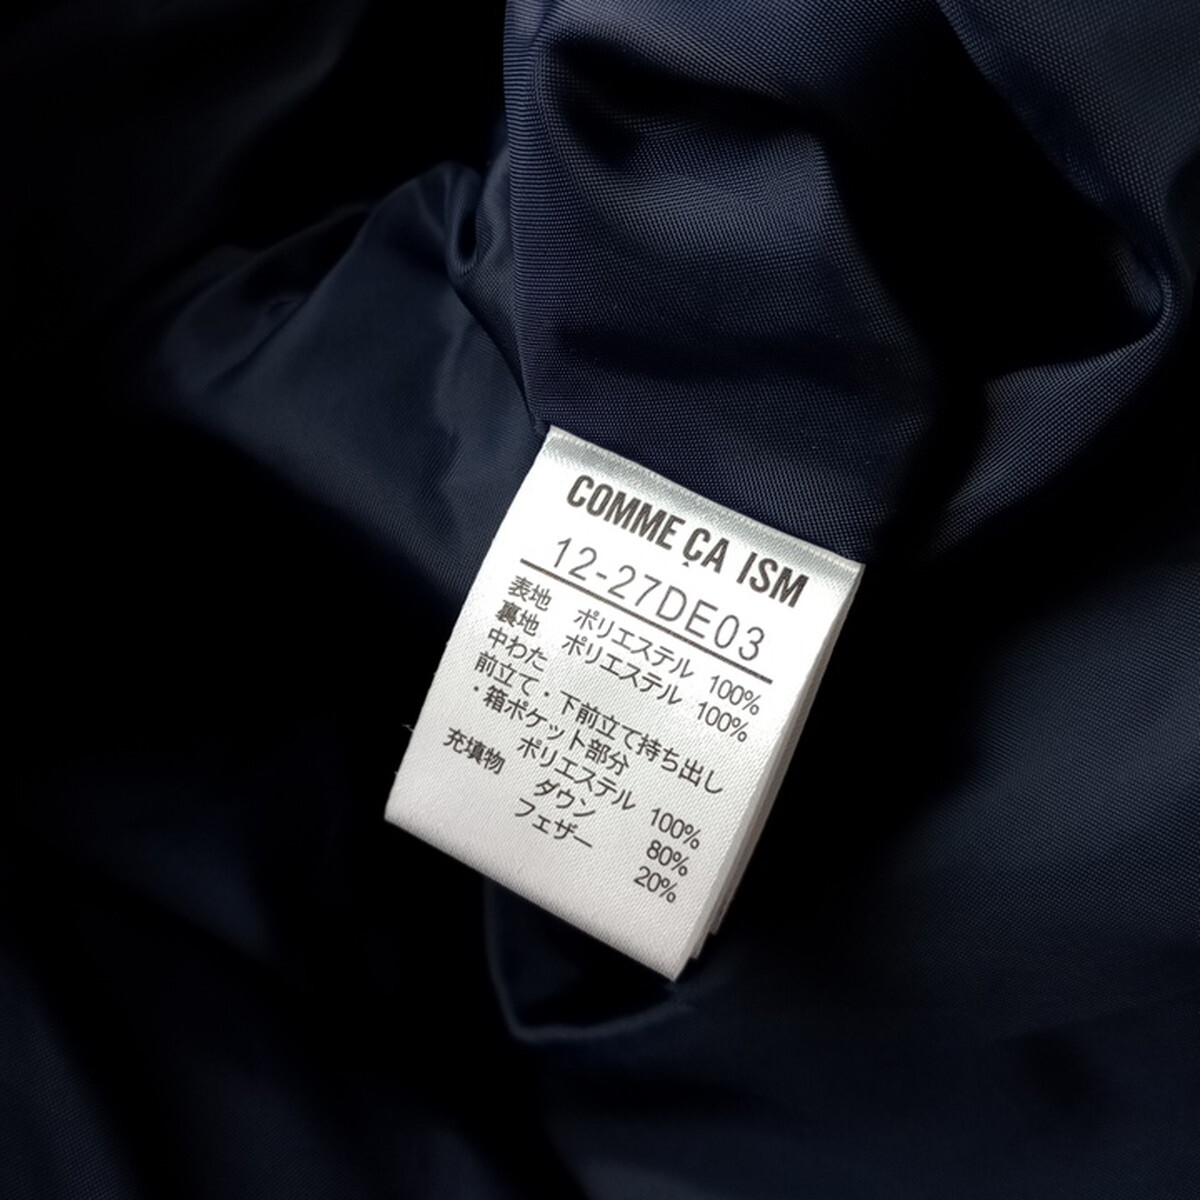 COMME ÇA ISM
12-27DE03
表地 ポリエステル 100%
裏地 ポリエステル 100%
中わた
前立て・下前立て持ち出し
・箱ポケット部分
ポリエステル 100%
充填物 ダウン 80%
フェザー 20%